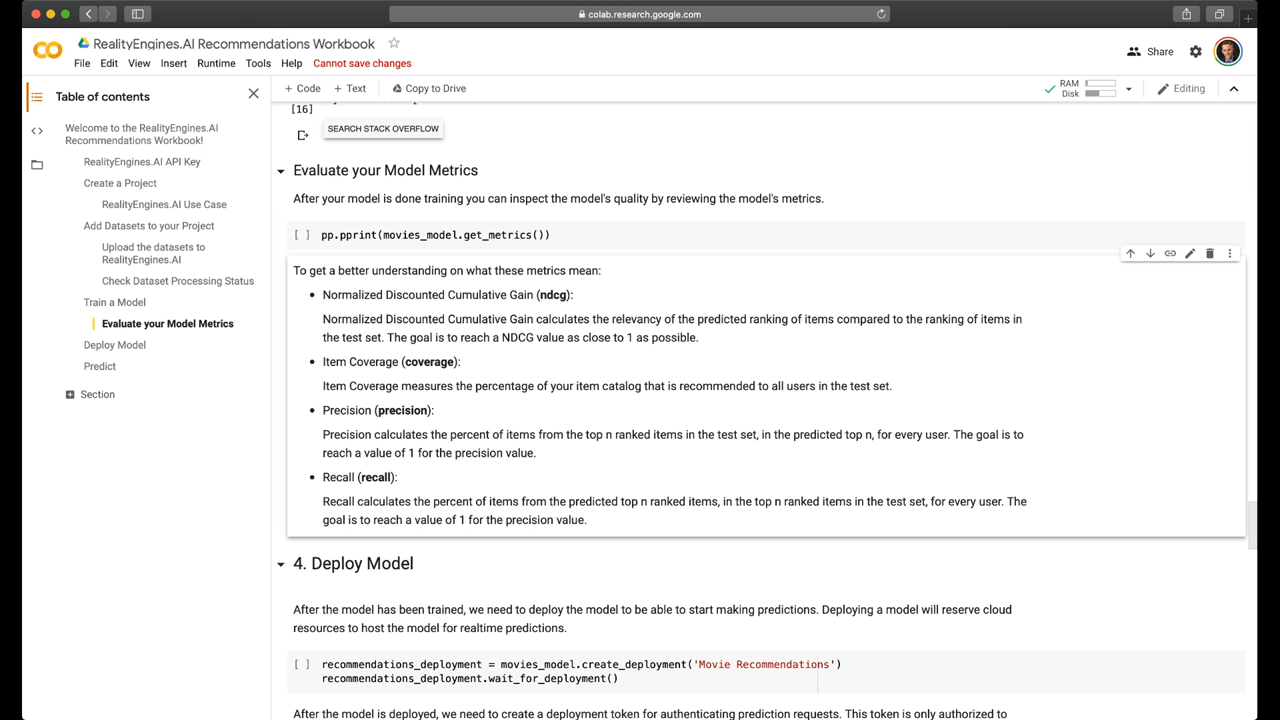 colab.research.google.com
RealityEngines.AI Recommendations Workbook
File Edit View Insert Runtime Tools Help Cannot save changes
Share
Table of contents
+ Code + Text Copy to Drive
RAM
Disk
Editing
Welcome to the RealityEngines.AI
Recommendations Workbook!
RealityEngines.AI API Key
Create a Project
RealityEngines.AI Use Case
Add Datasets to your Project
Upload the datasets to
RealityEngines.AI
Check Dataset Processing Status
Train a Model
Evaluate your Model Metrics
Deploy Model
Predict
Section
[16]
SEARCH STACK OVERFLOW
Evaluate your Model Metrics
After your model is done training you can inspect the model's quality by reviewing the model's metrics.
[ ] pp.pprint(movies_model.get_metrics())
To get a better understanding on what these metrics mean:
• Normalized Discounted Cumulative Gain (ndcg):
Normalized Discounted Cumulative Gain calculates the relevancy of the predicted ranking of items compared to the ranking of items in
the test set. The goal is to reach a NDCG value as close to 1 as possible.
• Item Coverage (coverage):
Item Coverage measures the percentage of your item catalog that is recommended to all users in the test set.
• Precision (precision):
Precision calculates the percent of items from the top n ranked items in the test set, in the predicted top n, for every user. The goal is to
reach a value of 1 for the precision value.
• Recall (recall):
Recall calculates the percent of items from the predicted top n ranked items, in the top n ranked items in the test set, for every user. The
goal is to reach a value of 1 for the precision value.
4. Deploy Model
After the model has been trained, we need to deploy the model to be able to start making predictions. Deploying a model will reserve cloud
resources to host the model for realtime predictions.
[ ] recommendations_deployment = movies_model.create_deployment('Movie Recommendations')
recommendations_deployment.wait_for_deployment()
After the model is deployed, we need to create a deployment token for authenticating prediction requests. This token is only authorized to